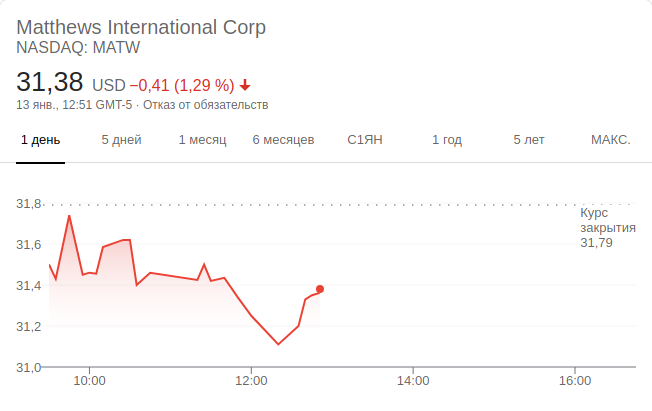 Matthews International Corp
NASDAQ: MATW
31,38 USD −0,41 (1,29 %)
13 янв., 12:51 GMT-5 · Отказ от обязательств
1 день 5 дней 1 месяц 6 месяцев С1ЯН 1 год 5 лет МАКС.
31,8
Курс
закрытия
31,79
31,6
31,4
31,2
31,0
10:00 12:00 14:00 16:00